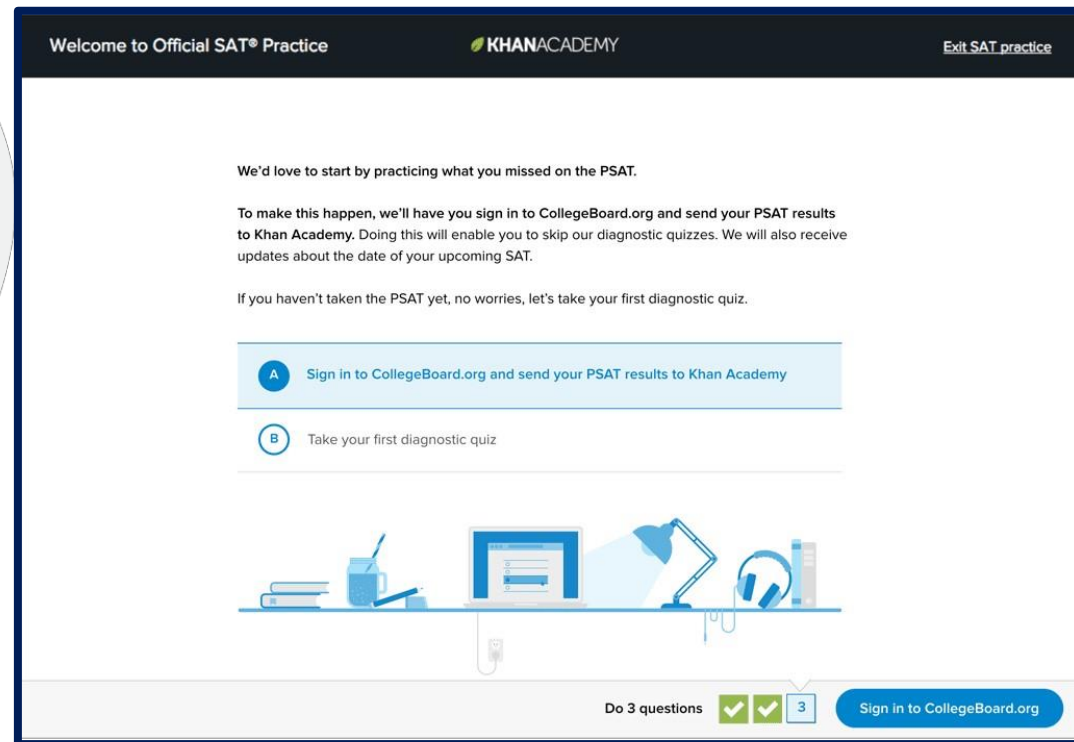 Welcome to Official SAT® Practice
KHANACADEMY
Exit SAT practice
We'd love to start by practicing what you missed on the PSAT.
To make this happen, we'll have you sign in to CollegeBoard.org and send your PSAT results
to Khan Academy. Doing this will enable you to skip our diagnostic quizzes. We will also receive
updates about the date of your upcoming SAT.
If you haven't taken the PSAT yet, no worries, let's take your first diagnostic quiz.
A Sign in to CollegeBoard.org and send your PSAT results to Khan Academy
B Take your first diagnostic quiz
Do 3 questions 3 Sign in to CollegeBoard.org